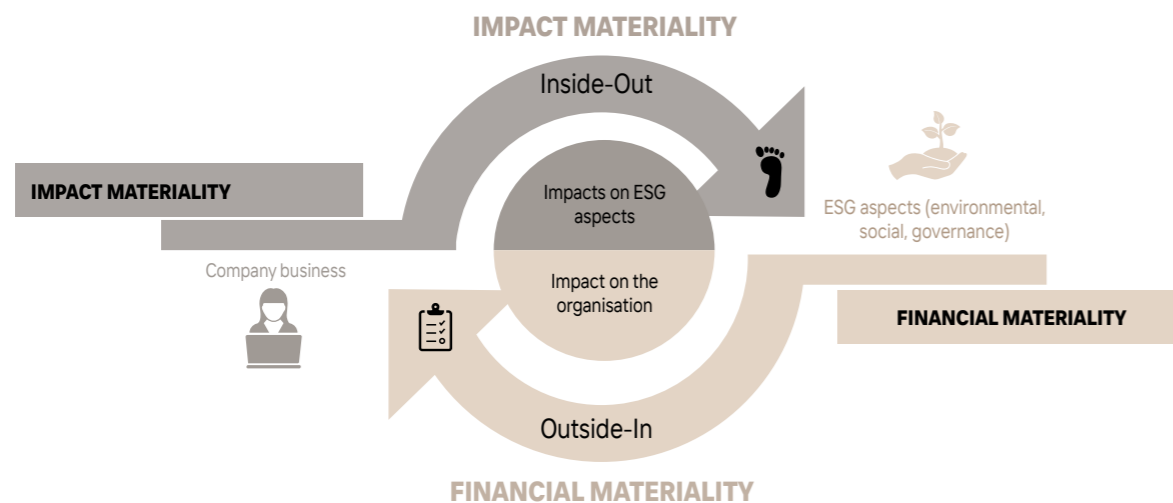 IMPACT MATERIALITY
Inside-Out
IMPACT MATERIALITY
Impacts on ESG
aspects
ESG aspects (environmental,
social, governance)
Company business
Impact on the
organisation
FINANCIAL MATERIALITY
Outside-In
FINANCIAL MATERIALITY